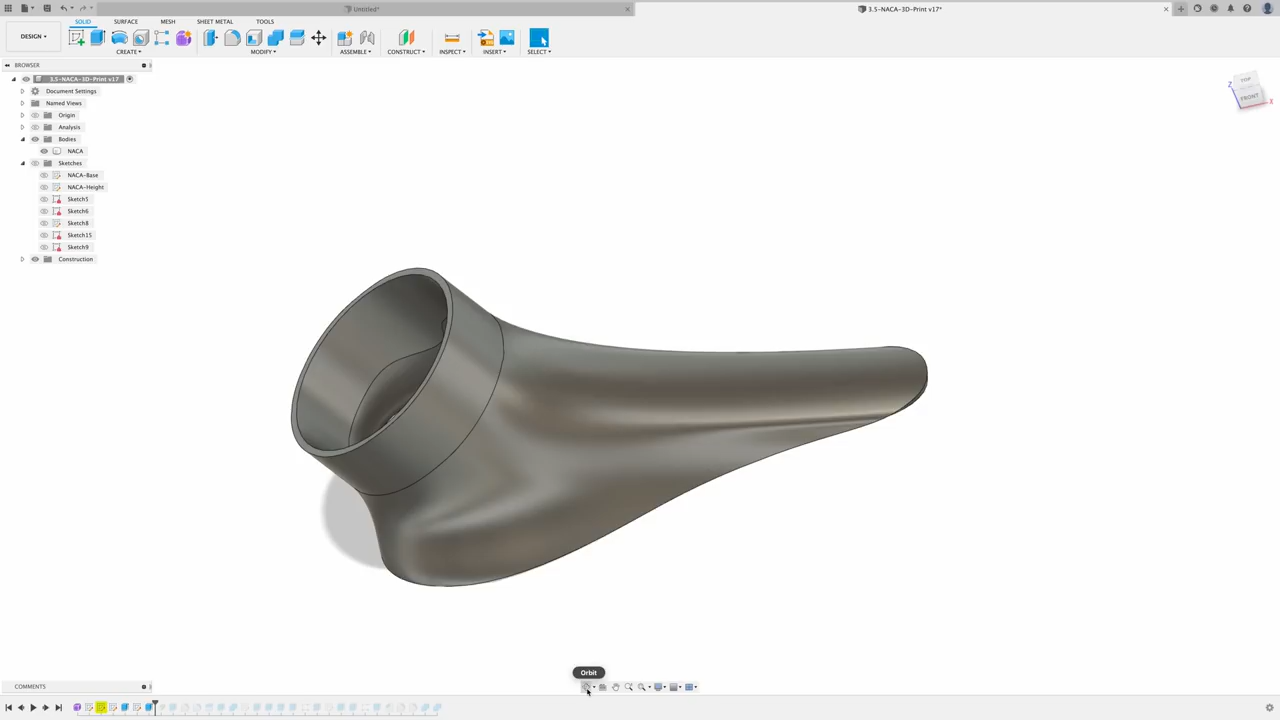 Untitled*
3.5-NACA-3D-Print v17*
DESIGN
SOLID
SURFACE
MESH
SHEET METAL
TOOLS
CREATE
MODIFY
ASSEMBLE
CONSTRUCT
INSPECT
INSERT
SELECT
BROWSER
3.5-NACA-3D-Print v17
Document Settings
Named Views
Origin
Analysis
Bodies
NACA
Sketches
NACA-Base
NACA-Height
Sketch5
Sketch6
Sketch8
Sketch15
Sketch9
Construction
TOP
FRONT
Z
X
Orbit
COMMENTS